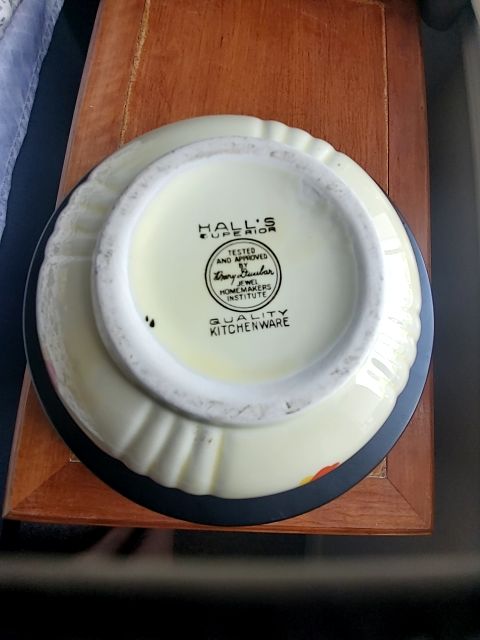 HALL'S
SUPERIOR
TESTED
AND APPROVED
BY
Mary Dunbar
JEWEL
HOMEMAKERS
INSTITUTE
QUALITY
KITCHENWARE